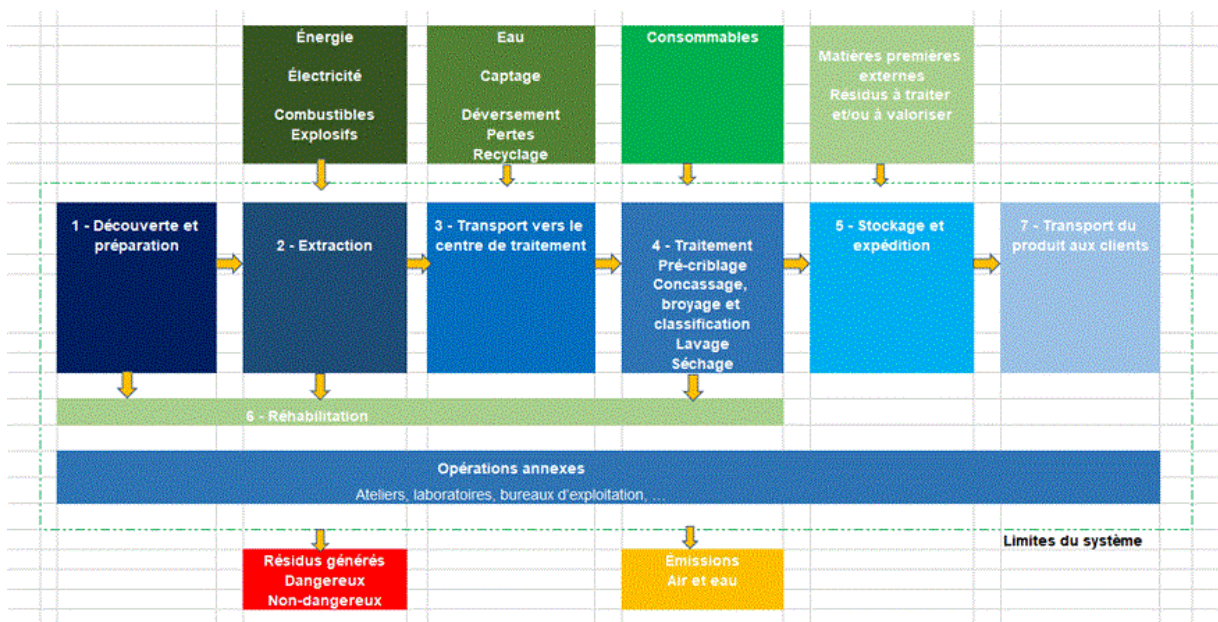 Énergie
Électricité
Combustibles
Explosifs
Eau
Captage
Déversement
Pertes
Recyclage
Consommables
Matières premières
externes
Résidus à traiter
et/ou à valoriser
1 - Découverte et
préparation
2 - Extraction
3 - Transport vers le
centre de traitement
4 - Traitement
Pré-criblage
Concassage,
broyage et
classification
Lavage
Séchage
5 - Stockage et
expédition
7 - Transport du
produit aux clients
6 - Réhabilitation
Opérations annexes
Ateliers, laboratoires, bureaux d'exploitation, ...
Limites du système
Résidus générés
Dangereux
Non-dangereux
Émissions
Air et eau